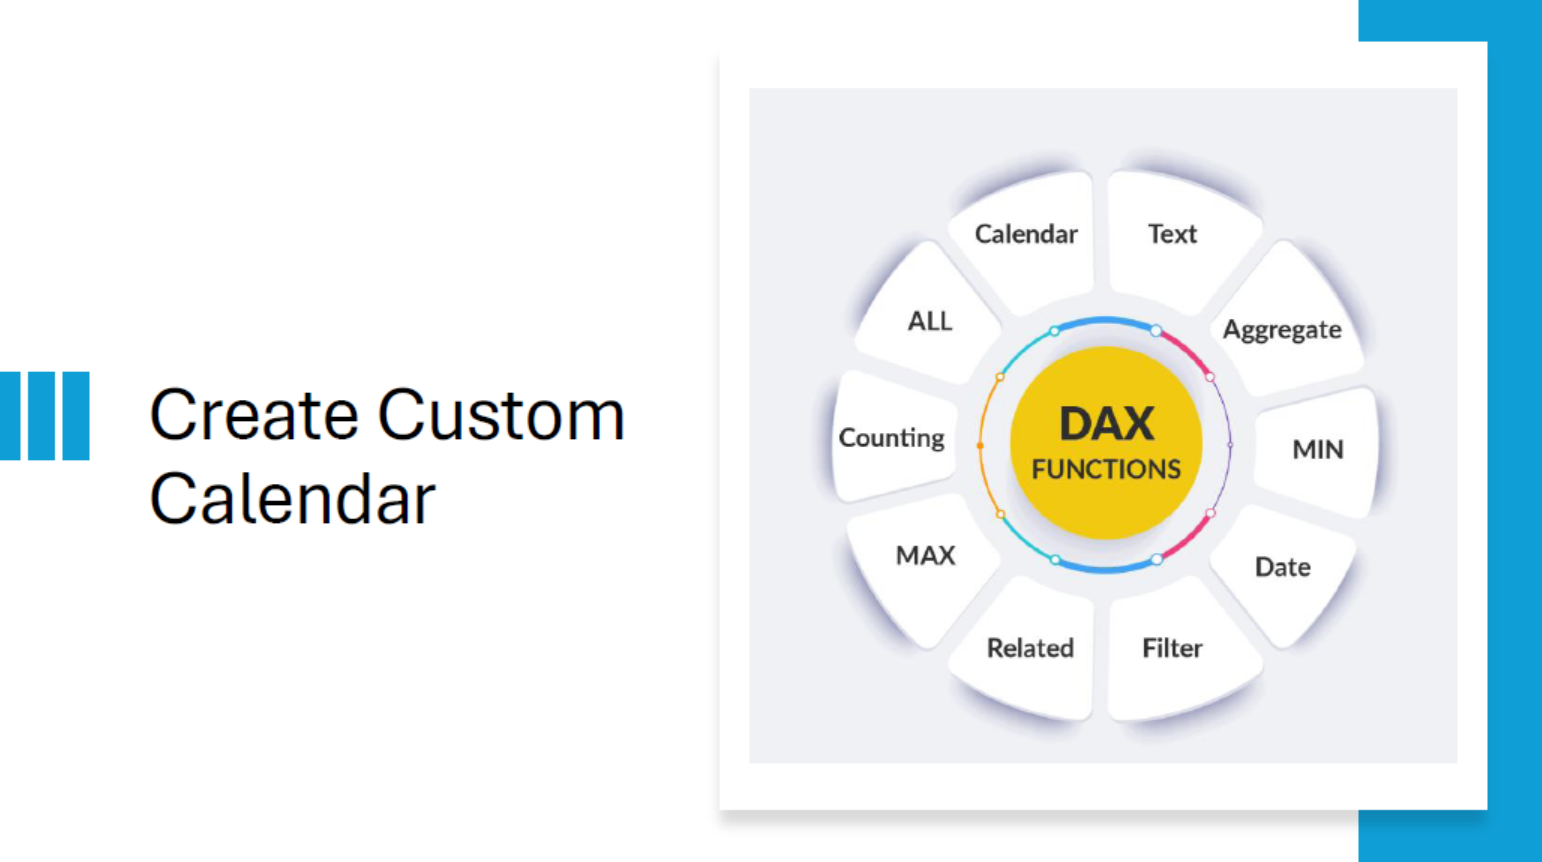 Create Custom
Calendar
Calendar
Text
ALL
Aggregate
Counting
DAX
FUNCTIONS
MIN
MAX
Date
Related
Filter